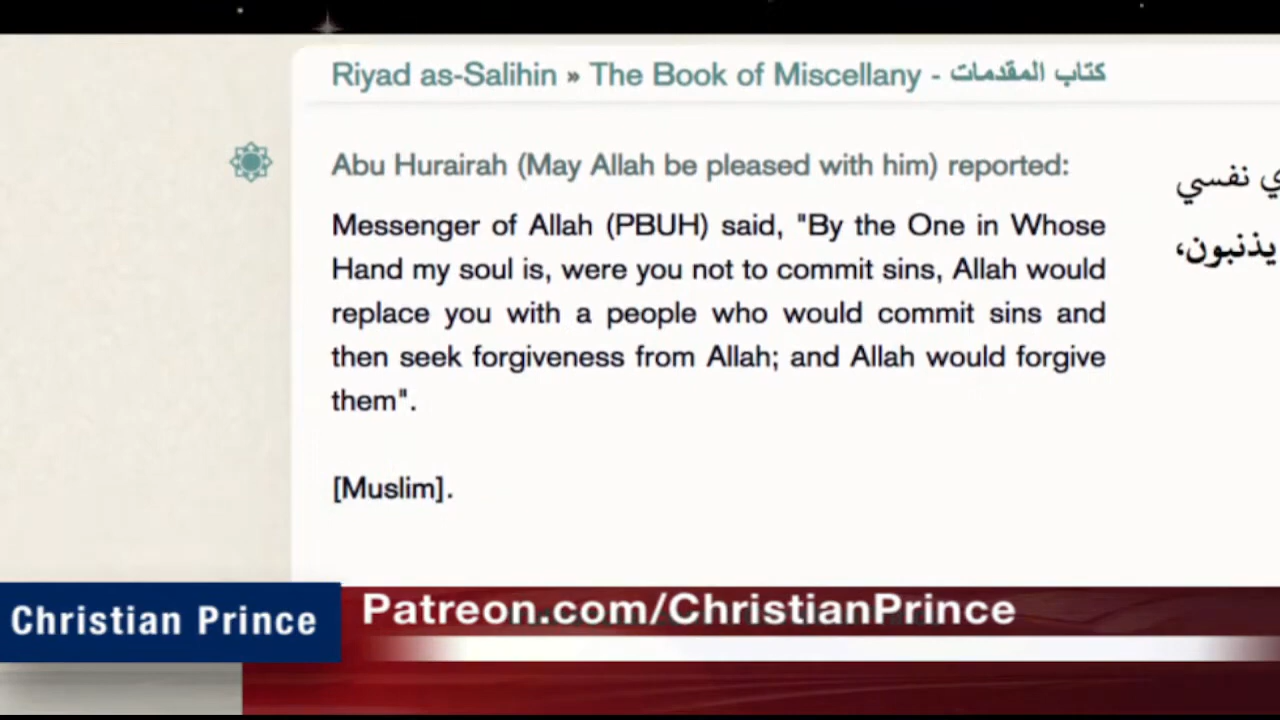 Riyad as-Salihin » The Book of Miscellany - كتاب المقدمات
Abu Hurairah (May Allah be pleased with him) reported:
Messenger of Allah (PBUH) said, "By the One in Whose
Hand my soul is, were you not to commit sins, Allah would
replace you with a people who would commit sins and
then seek forgiveness from Allah; and Allah would forgive
them".
[Muslim].
نفسي
يذنبون،
Christian Prince
Patreon.com/ChristianPrince